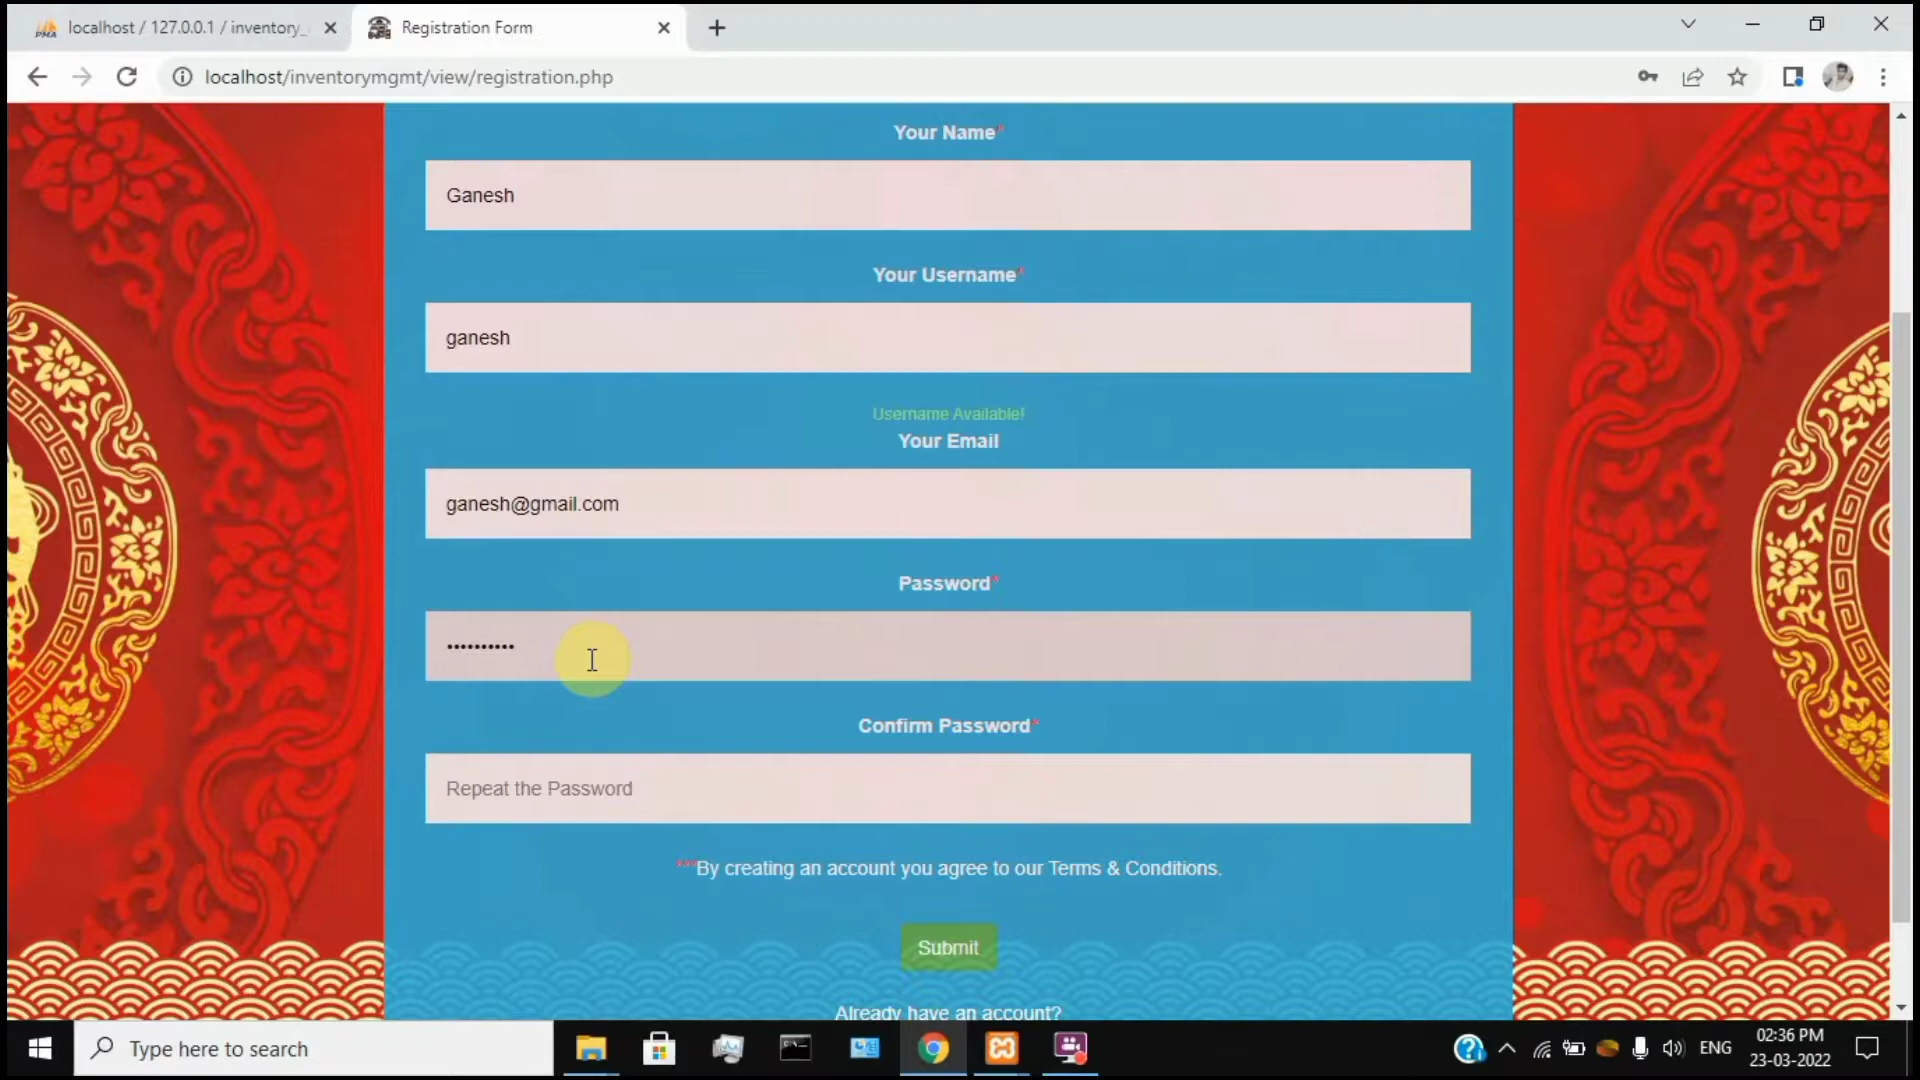 localhost / 127.0.0.1 / inventory_
Registration Form
localhost/inventorymgmt/view/registration.php
Your Name*
Ganesh
Your Username*
ganesh
Username Available!
Your Email
ganesh@gmail.com
Password*
••••••••••
Confirm Password*
Repeat the Password
***By creating an account you agree to our Terms & Conditions.
Submit
Already have an account?
Type here to search
ENG
02:36 PM
23-03-2022